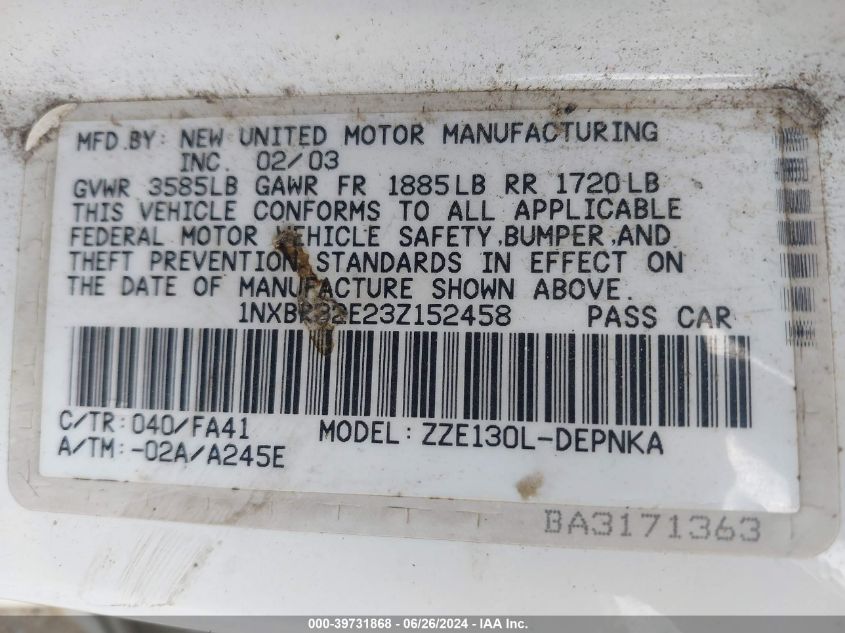 MFD.BY: NEW UNITED MOTOR MANUFACTURING
INC. 02/03
GVWR 3585LB GAWR FR 1885LB RR 1720LB
THIS VEHICLE CONFORMS TO ALL APPLICABLE
FEDERAL MOTOR VEHICLE SAFETY,BUMPER,AND
THEFT PREVENTION STANDARDS IN EFFECT ON
THE DATE OF MANUFACTURE SHOWN ABOVE.
1NXBR32E23Z152458 PASS CAR
C/TR:040/FA41 MODEL:ZZE130L-DEPNKA
A/TM:-02A/A245E
BA3171363
000-39731868 / 06/26/2024 - IAA Inc.